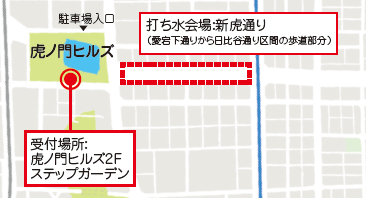 駐車場入口
虎ノ門ヒルズ
打ち水会場:新虎通り
(愛宕下通りから日比谷通り区間の歩道部分)
受付場所:
虎ノ門ヒルズ2F
ステップガーデン